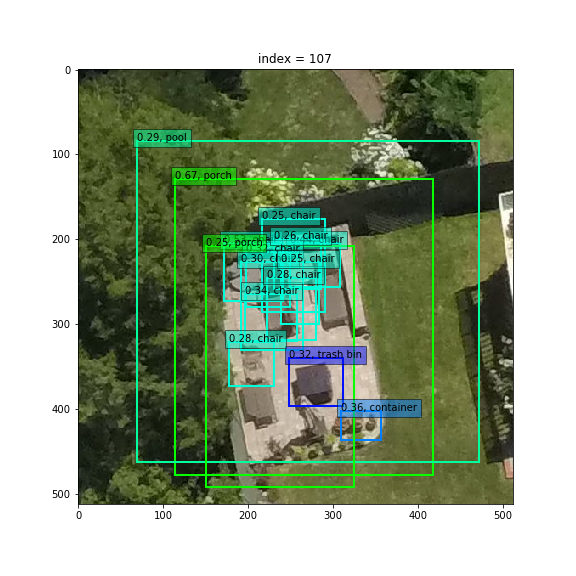 index = 107
0
100
200
300
400
500
0.29, pool
0.67, porch
0.25, chair
0.26, chair
0.25, porch
0.30, c
0.25, chair
0.28, chair
0.34, chair
0.28, chair
0.32, trash bin
0.36, container
0
100
200
300
400
500